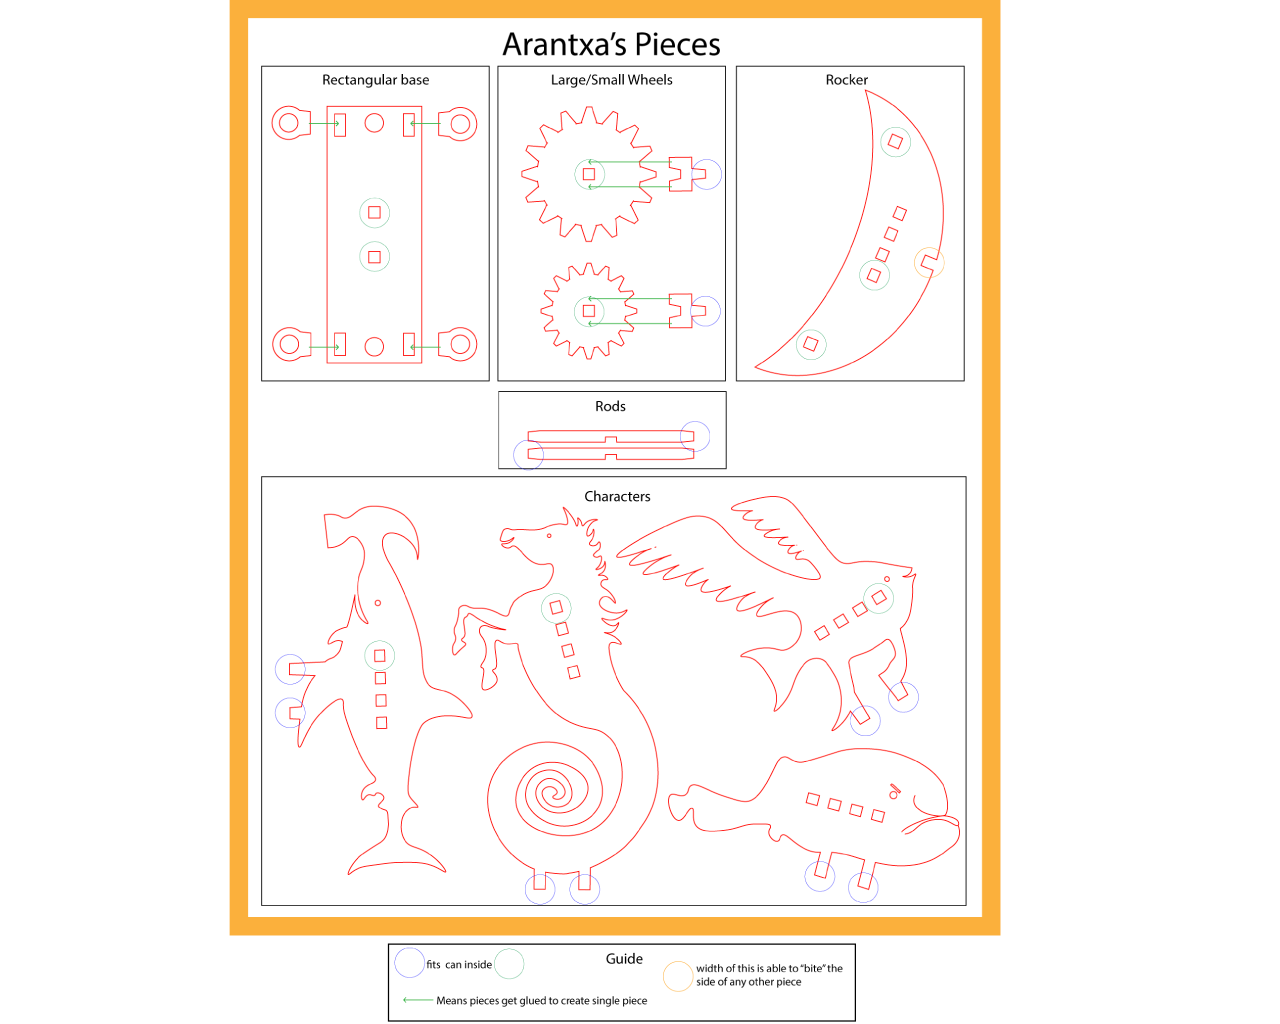 Arantxa's Pieces
Rectangular base
Large/Small Wheels
Rocker
Rods
Characters
Guide
fits can inside
width of this is able to "bite" the
side of any other piece
Means pieces get glued to create single piece